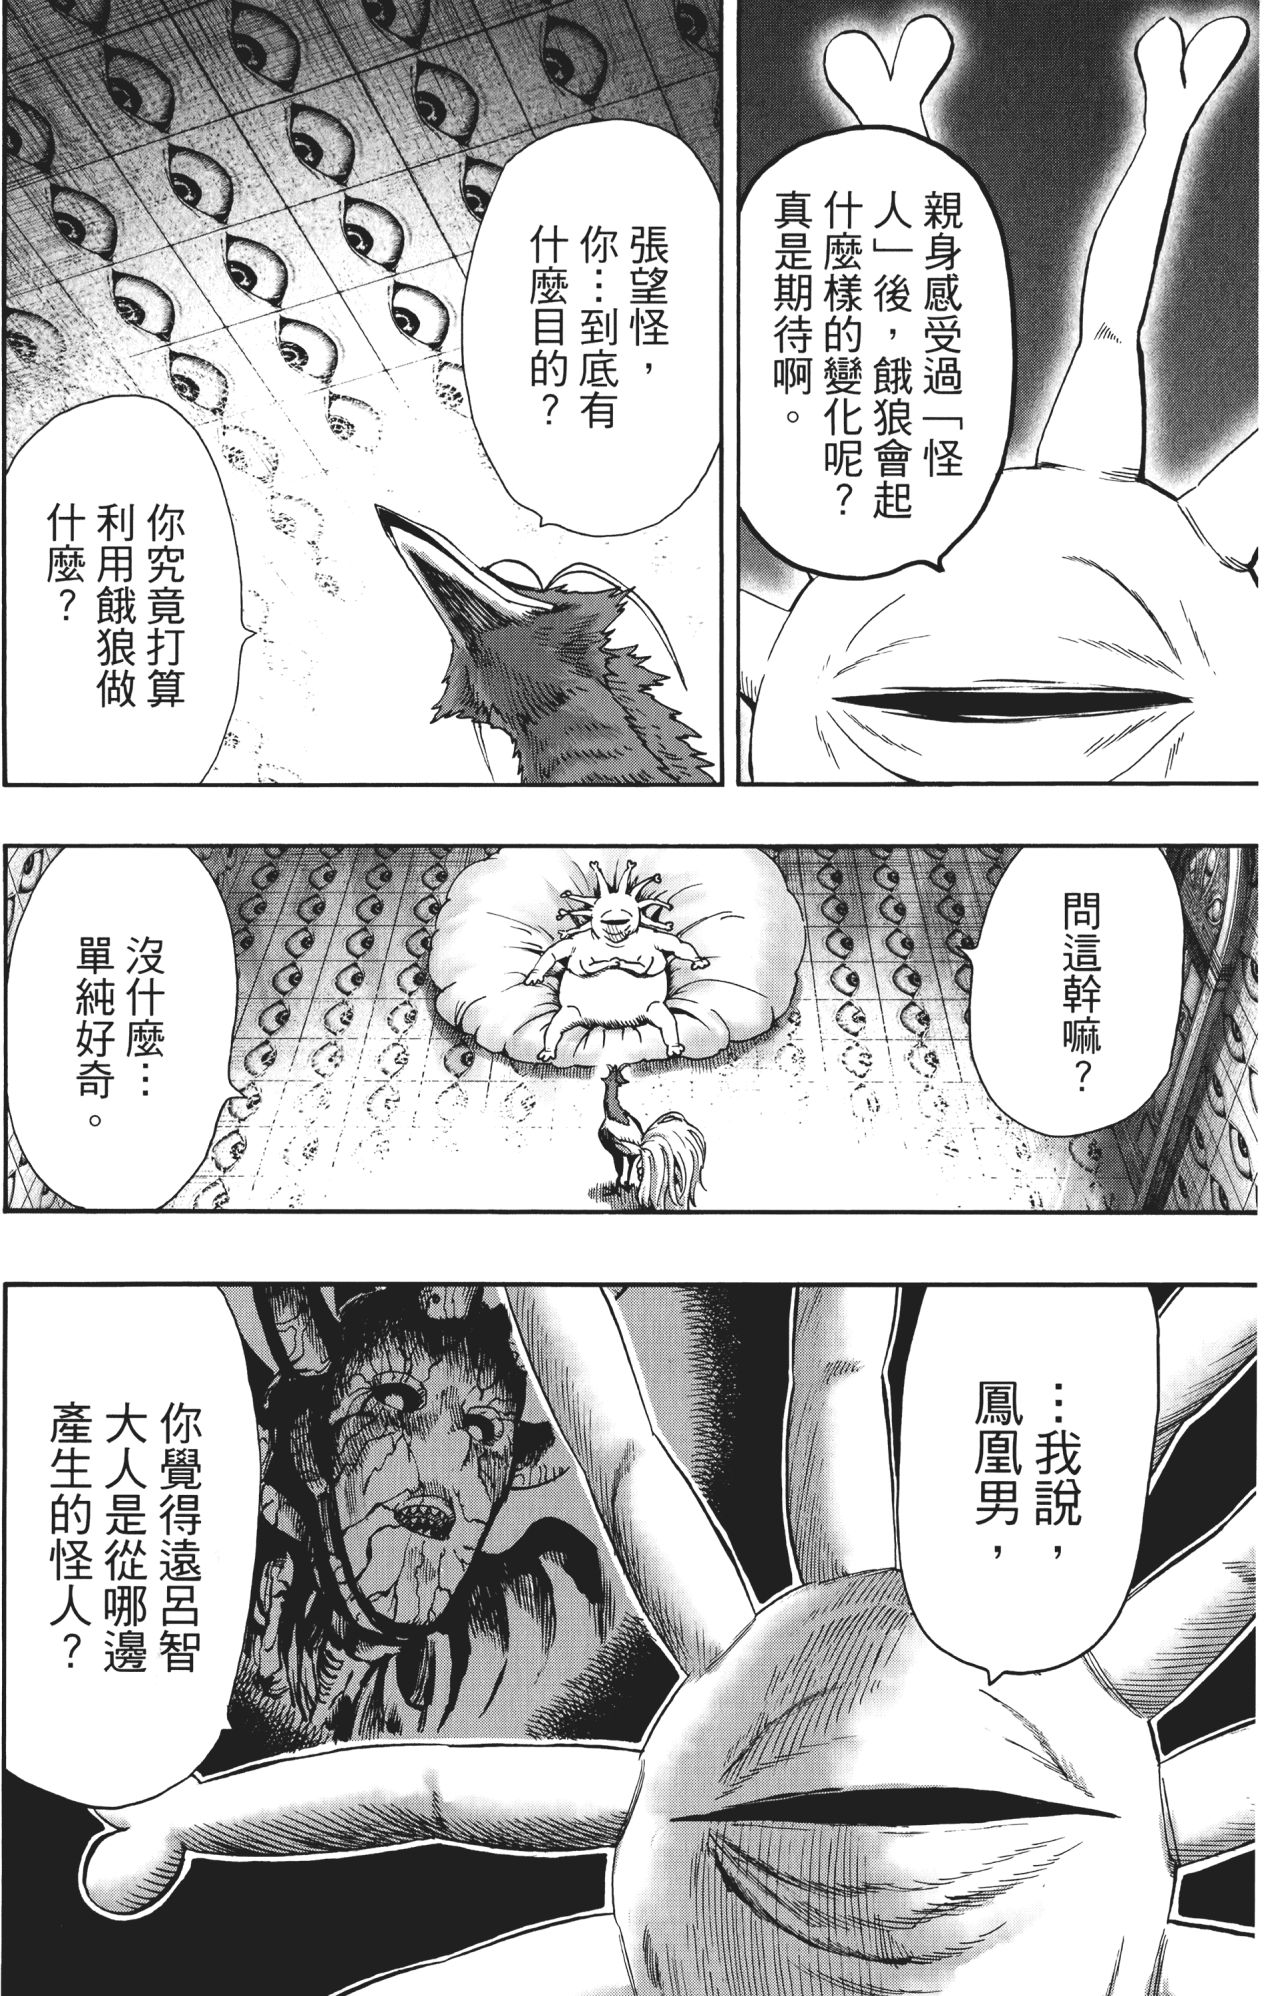 親身感受過「怪
人」後，餓狼會起
什麼樣的變化呢？
真是期待啊。
張望怪，
你…到底有
什麼目的？
你究竟打算
利用餓狼做
什麼？
問這幹嘛？
沒什麼…
單純好奇。
…我說，
鳳凰男，
你覺得遠呂智
大人是從哪邊
產生的怪人？